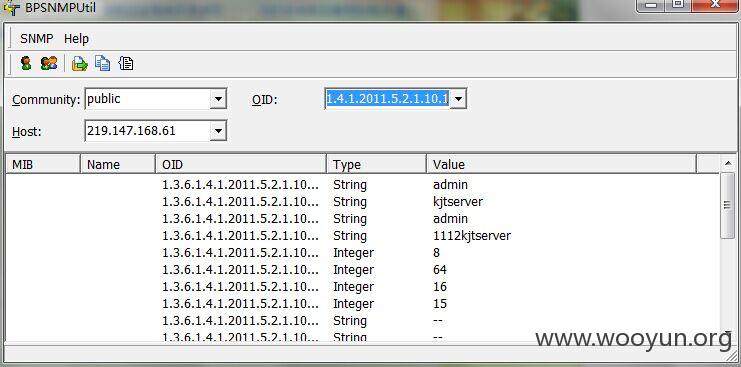 BPSNMPUtil
SNMP Help
Community: public OID: 1.4.1.2011.5.2.1.10.1
Host: 219.147.168.61
MIB Name OID Type Value
1.3.6.1.4.1.2011.5.2.1.10... String admin
1.3.6.1.4.1.2011.5.2.1.10... String kjtserver
1.3.6.1.4.1.2011.5.2.1.10... String admin
1.3.6.1.4.1.2011.5.2.1.10... String 1112kjtserver
1.3.6.1.4.1.2011.5.2.1.10... Integer 8
1.3.6.1.4.1.2011.5.2.1.10... Integer 64
1.3.6.1.4.1.2011.5.2.1.10... Integer 16
1.3.6.1.4.1.2011.5.2.1.10... Integer 15
1.3.6.1.4.1.2011.5.2.1.10... String --
1.3.6.1.4.1.2011.5.2.1.10... String --
www.wooyun.org